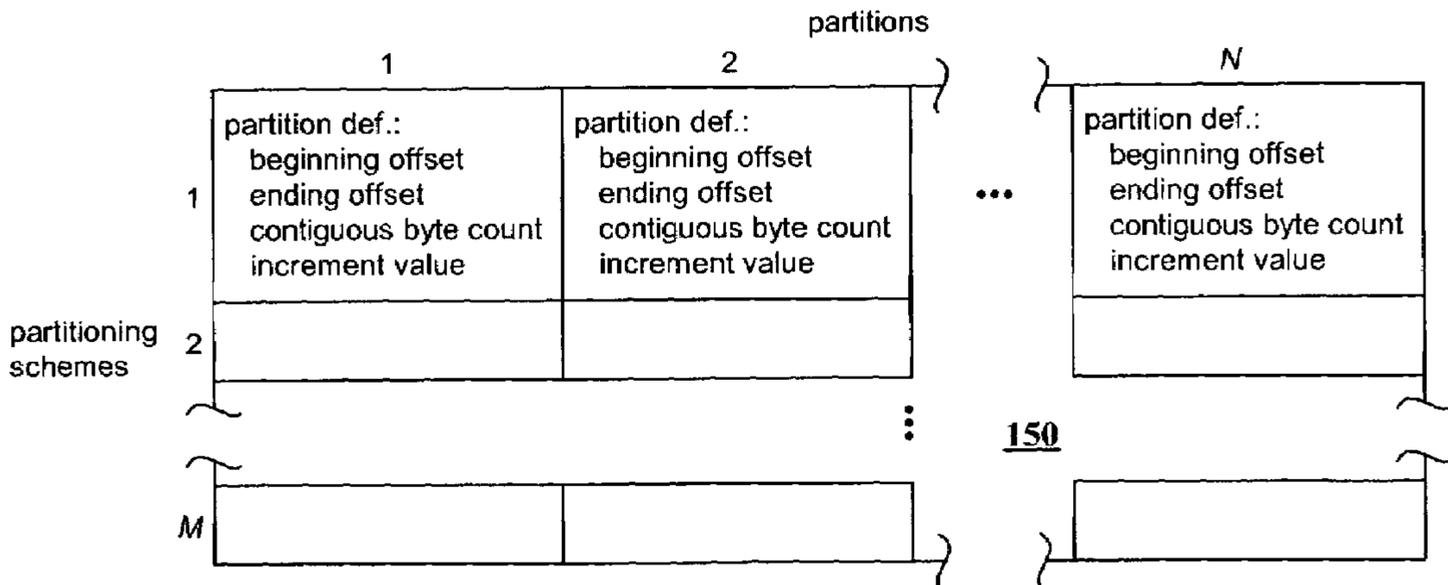 partitions
1 2 N
partition def.: partition def.: partition def.:
beginning offset beginning offset beginning offset
1 ending offset ending offset ••• ending offset
contiguous byte count contiguous byte count contiguous byte count
increment value increment value increment value
partitioning
schemes
2
150
M